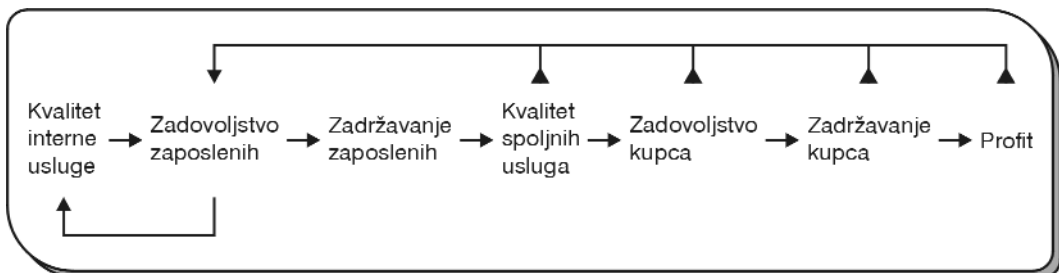 Kvalitet
interne
usluge
Zadovoljstvo
zaposlenih
Zadržavanje
zaposlenih
Kvalitet
spoljnih
usluga
Zadovoljstvo
kupca
Zadržavanje
kupca
Profit